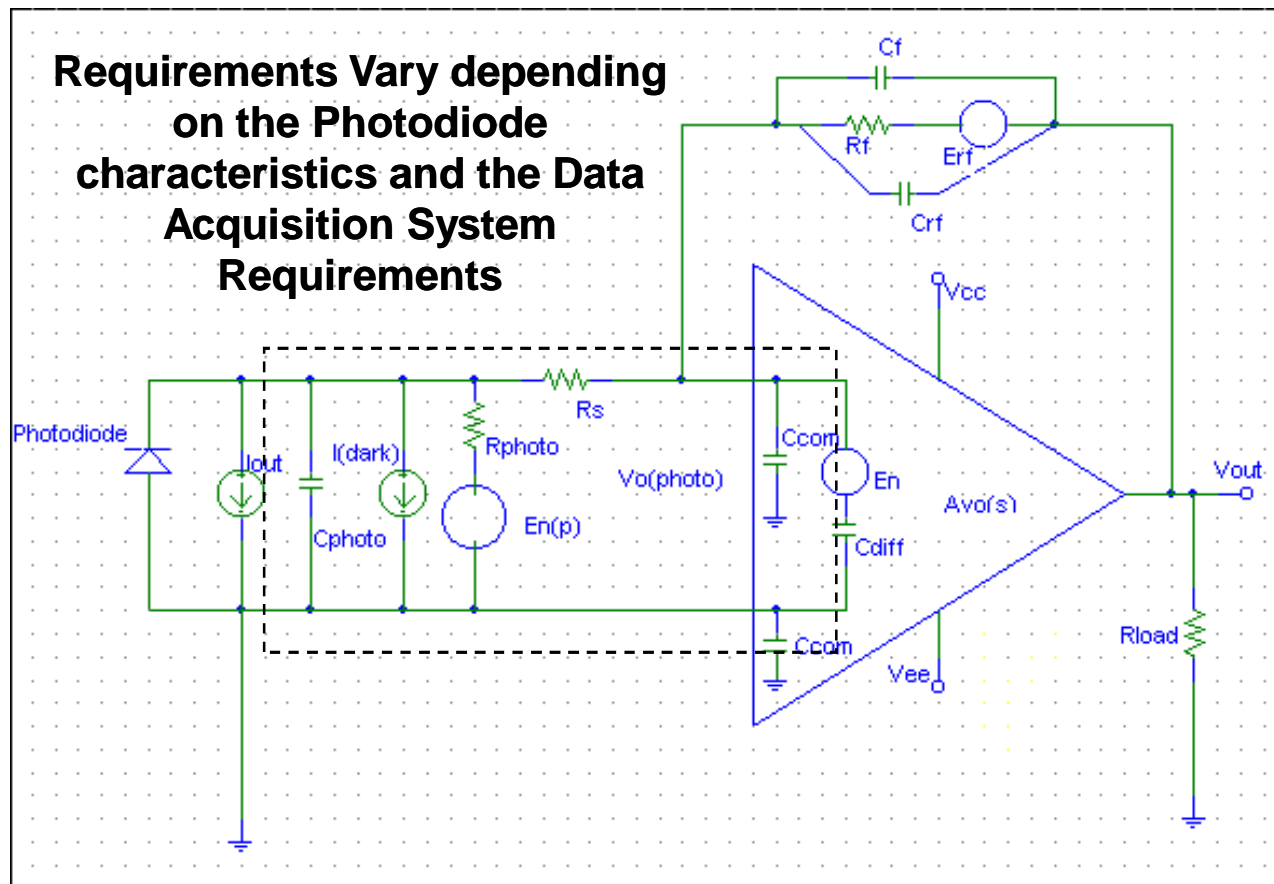 Requirements Vary depending
on the Photodiode
characteristics and the Data
Acquisition System
Requirements
Cf
Rf
Erf
Crf
Vcc
Photodiode
Iout
I(dark)
Rphoto
Rs
Vo(photo)
Ccom
En
Cphoto
En(p)
Cdiff
Avo(s)
Vout
Ccom
Vee
Rload